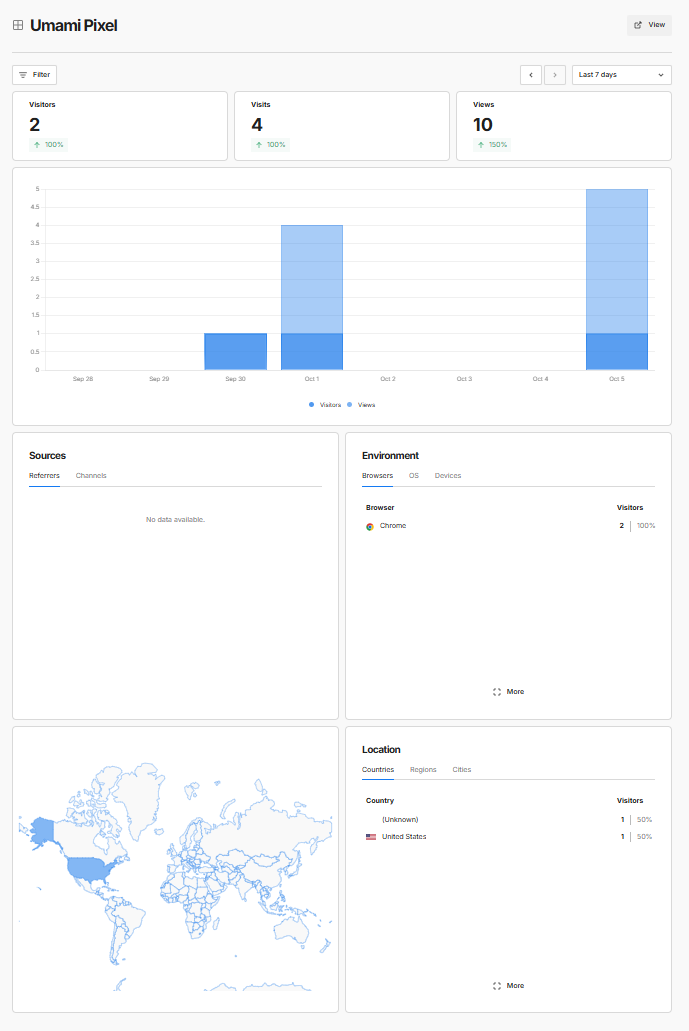 Umami Pixel
View
Filter
Last 7 days
Visitors
2
100%
Visits
4
100%
Views
10
150%
5
4.5
4
3.5
3
2.5
2
1.5
1
0.5
0
Sep 28 Sep 29 Sep 30 Oct 1 Oct 2 Oct 3 Oct 4 Oct 5
Visitors Views
Sources
Referrers Channels
No data available.
Environment
Browsers OS Devices
Browser Visitors
Chrome 2 100%
More
Location
Countries Regions Cities
Country Visitors
(Unknown) 1 50%
United States 1 50%
More